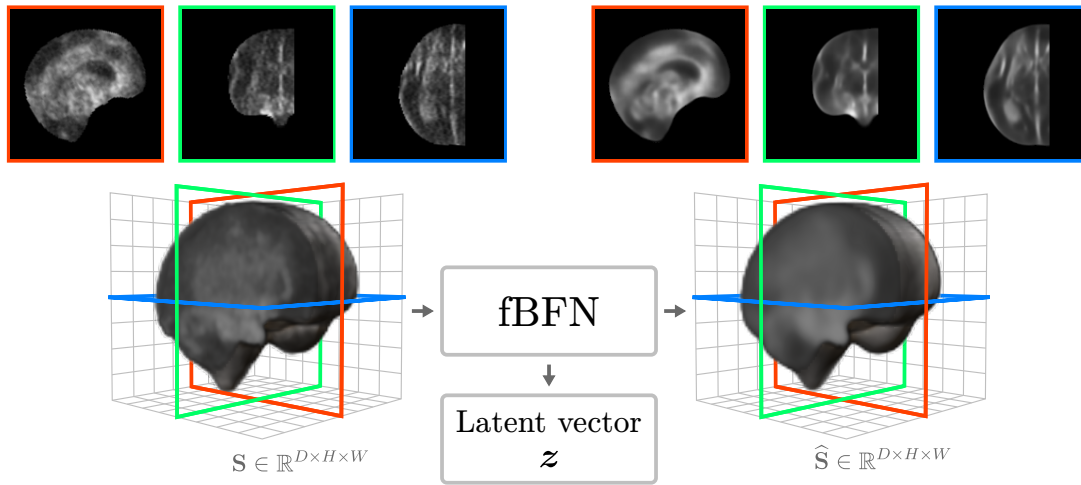 fBFN
Latent vector
z
S ∈ ℝ^{D×H×W}
Ŝ ∈ ℝ^{D×H×W}